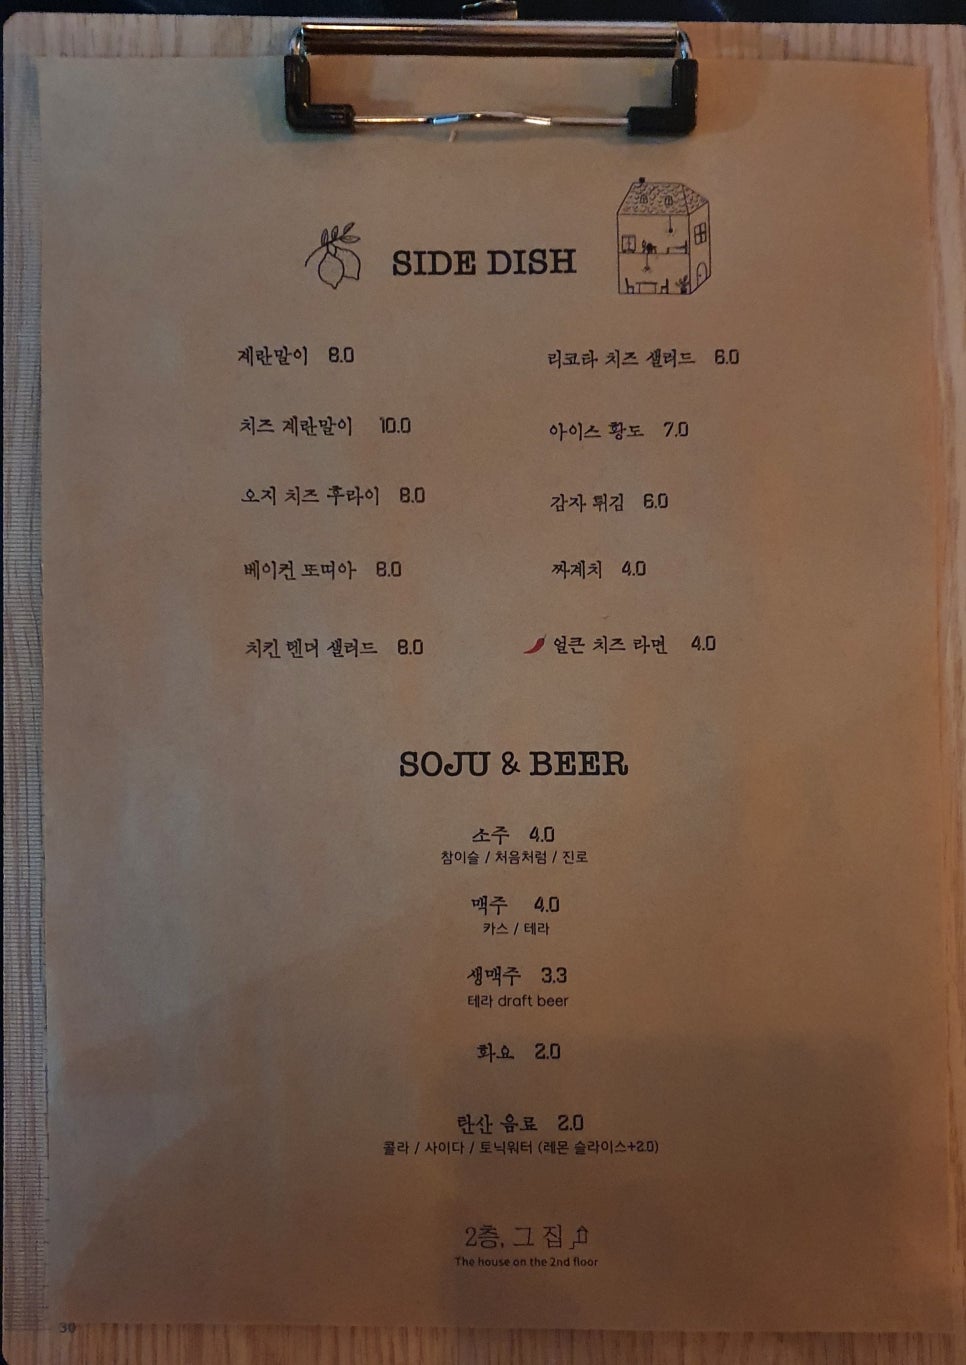 SIDE DISH
계란말이 8.0
치즈 계란말이 10.0
오지 치즈 후라이 8.0
베이컨 또띠아 8.0
치킨 텐더 샐러드 8.0
리코타 치즈 샐러드 6.0
아이스 황도 7.0
감자 튀김 6.0
짜계치 4.0
얼큰 치즈 라면 4.0
SOJU & BEER
소주 4.0
참이슬 / 처음처럼 / 진로
맥주 4.0
카스 / 테라
생맥주 3.3
테라 draft beer
화요 2.0
탄산 음료 2.0
콜라 / 사이다 / 토닉워터 (레몬 슬라이스+2.0)
2층, 그 집
The house on the 2nd floor
30